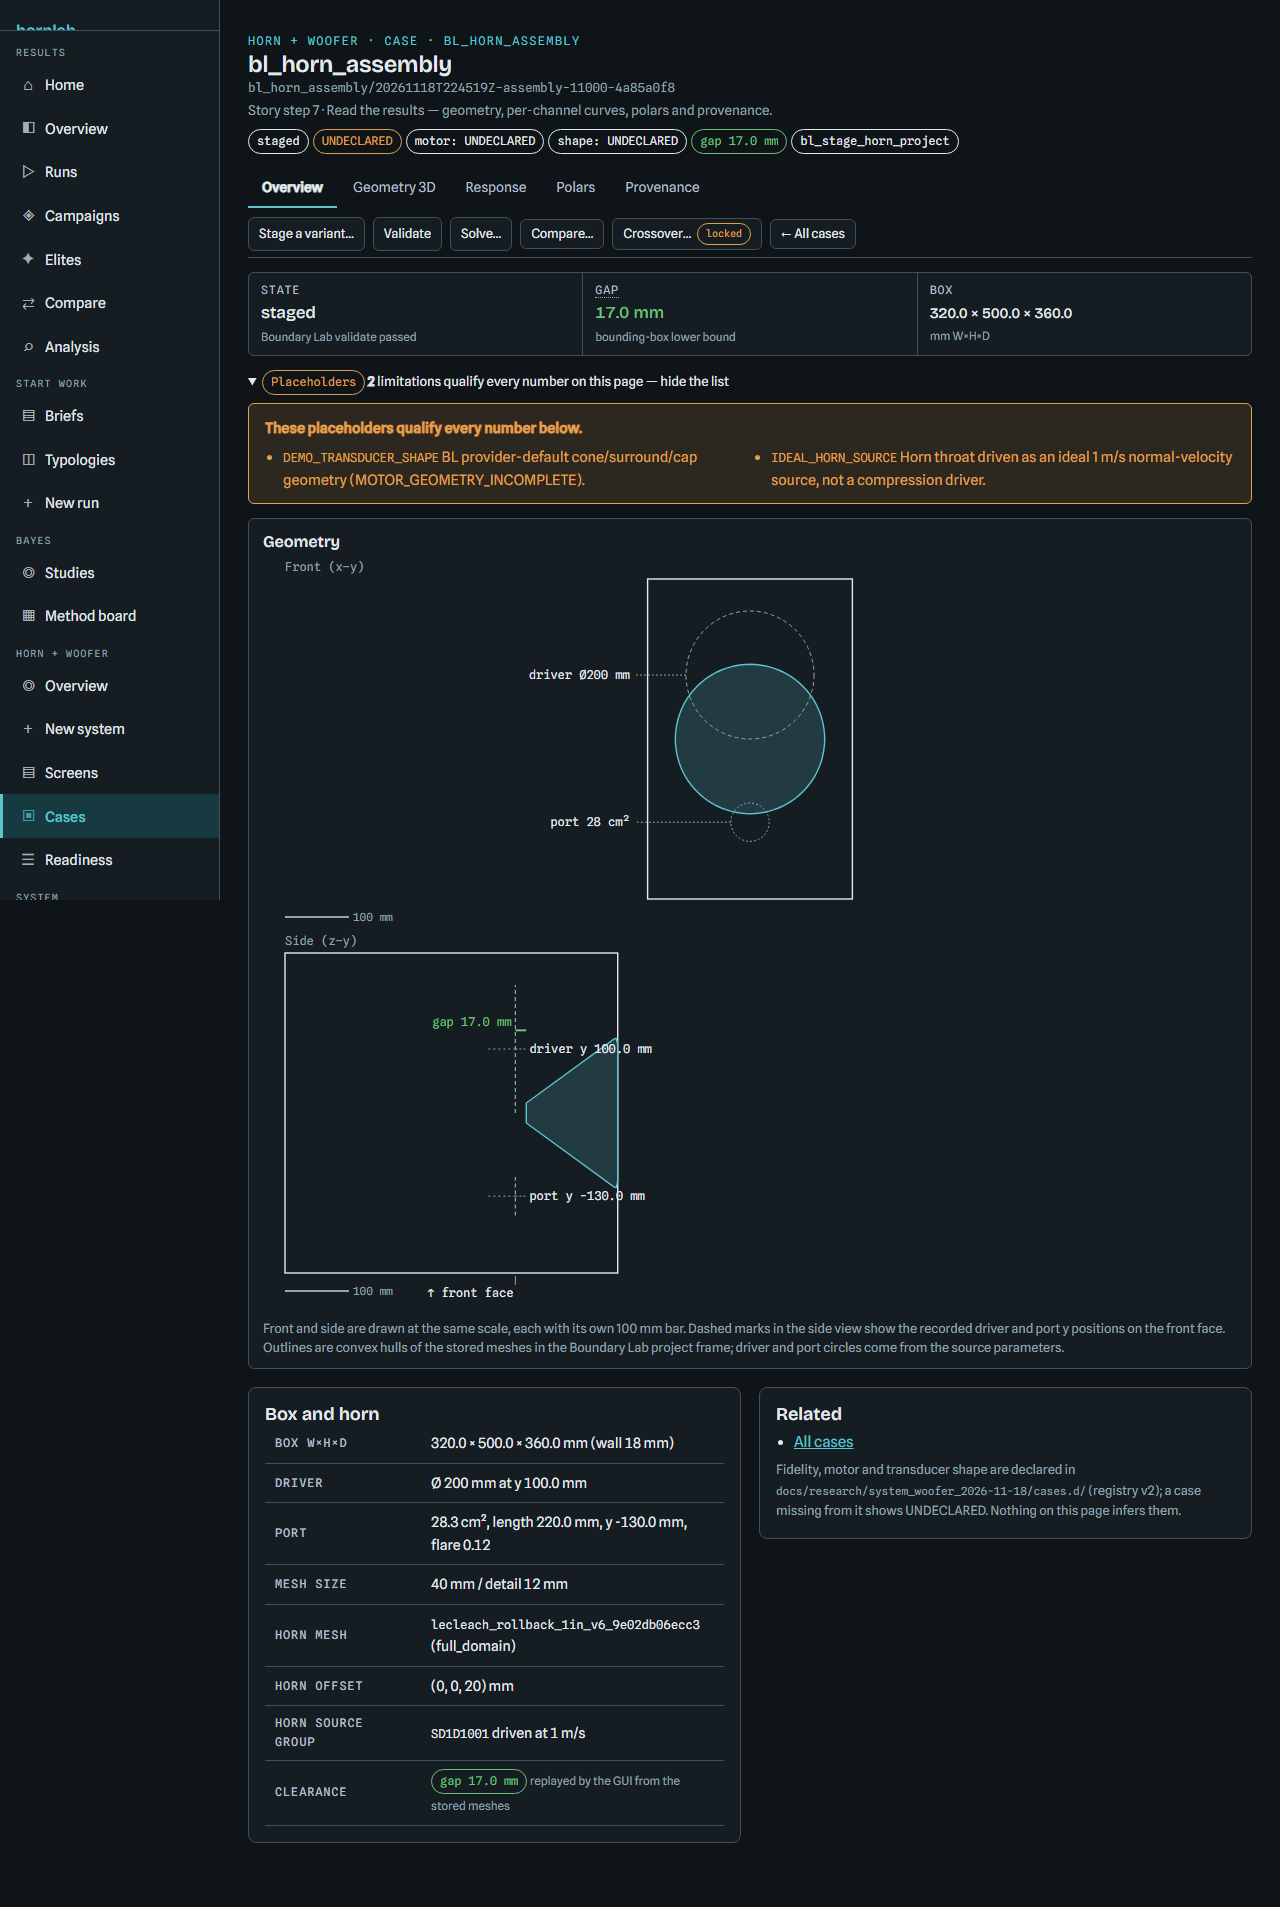 RESULTS
Home
Overview
Runs
Campaigns
Elites
Compare
Analysis
START WORK
Briefs
Typologies
New run
BAYES
Studies
Method board
HORN + WOOFER
Overview
New system
Screens
Cases
Readiness
SYSTEM
HORN + WOOFER · CASE · BL_HORN_ASSEMBLY
bl_horn_assembly
bl_horn_assembly/20261118T224519Z-assembly-11000-4a85a0f8
Story step 7 · Read the results — geometry, per-channel curves, polars and provenance.
staged UNDECLARED motor: UNDECLARED shape: UNDECLARED gap 17.0 mm bl_stage_horn_project
Overview Geometry 3D Response Polars Provenance
Stage a variant... Validate Solve... Compare... Crossover... locked ← All cases
STATE
staged
Boundary Lab validate passed
GAP
17.0 mm
bounding-box lower bound
BOX
320.0 × 500.0 × 360.0
mm W×H×D
▼ Placeholders 2 limitations qualify every number on this page — hide the list
These placeholders qualify every number below.
• DEMO_TRANSDUCER_SHAPE BL provider-default cone/surround/cap
geometry (MOTOR_GEOMETRY_INCOMPLETE).
• IDEAL_HORN_SOURCE Horn throat driven as an ideal 1 m/s normal-velocity
source, not a compression driver.
Geometry
Front (x–y)
driver Ø200 mm
port 28 cm²
100 mm
Side (z–y)
gap 17.0 mm
driver y 100.0 mm
port y -130.0 mm
100 mm
↑ front face
Front and side are drawn at the same scale, each with its own 100 mm bar. Dashed marks in the side view show the recorded driver and port y positions on the front face.
Outlines are convex hulls of the stored meshes in the Boundary Lab project frame; driver and port circles come from the source parameters.
Box and horn
BOX W×H×D 320.0 × 500.0 × 360.0 mm (wall 18 mm)
DRIVER Ø 200 mm at y 100.0 mm
PORT 28.3 cm², length 220.0 mm, y -130.0 mm,
flare 0.12
MESH SIZE 40 mm / detail 12 mm
HORN MESH lecleach_rollback_1in_v6_9e02db06ecc3
(full_domain)
HORN OFFSET (0, 0, 20) mm
HORN SOURCE
GROUP SD1D1001 driven at 1 m/s
CLEARANCE gap 17.0 mm replayed by the GUI from the
stored meshes
Related
• All cases
Fidelity, motor and transducer shape are declared in
docs/research/system_woofer_2026-11-18/cases.d/ (registry v2); a case
missing from it shows UNDECLARED. Nothing on this page infers them.